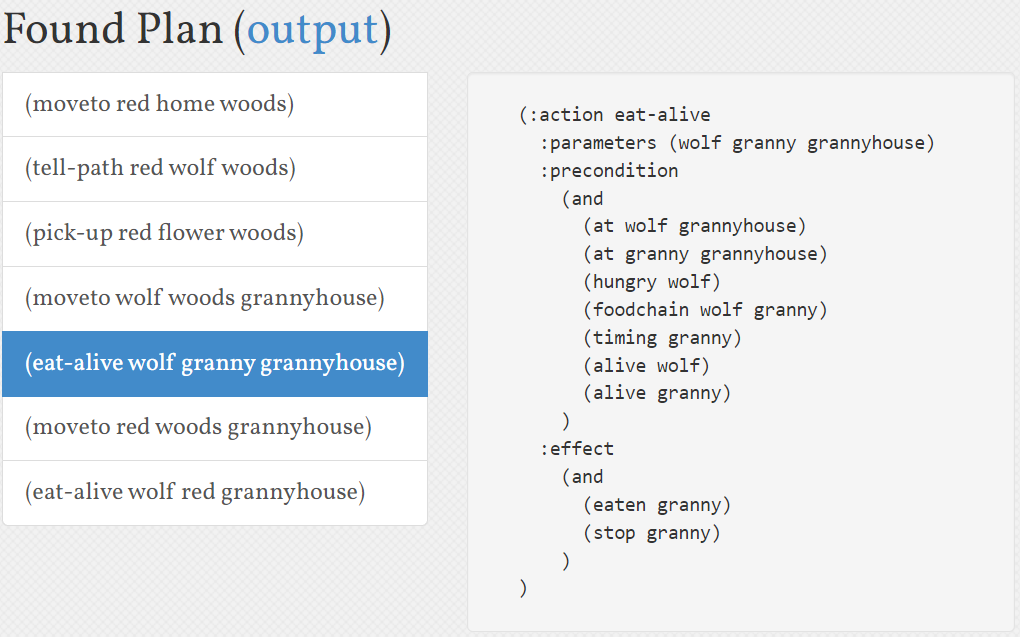 Found Plan (output)
(moveto red home woods)
(tell-path red wolf woods)
(pick-up red flower woods)
(moveto wolf woods grannyhouse)
(eat-alive wolf granny grannyhouse)
(moveto red woods grannyhouse)
(eat-alive wolf red grannyhouse)
(:action eat-alive
:parameters (wolf granny grannyhouse)
:precondition
(and
(at wolf grannyhouse)
(at granny grannyhouse)
(hungry wolf)
(foodchain wolf granny)
(timing granny)
(alive wolf)
(alive granny)
)
:effect
(and
(eaten granny)
(stop granny)
)
)